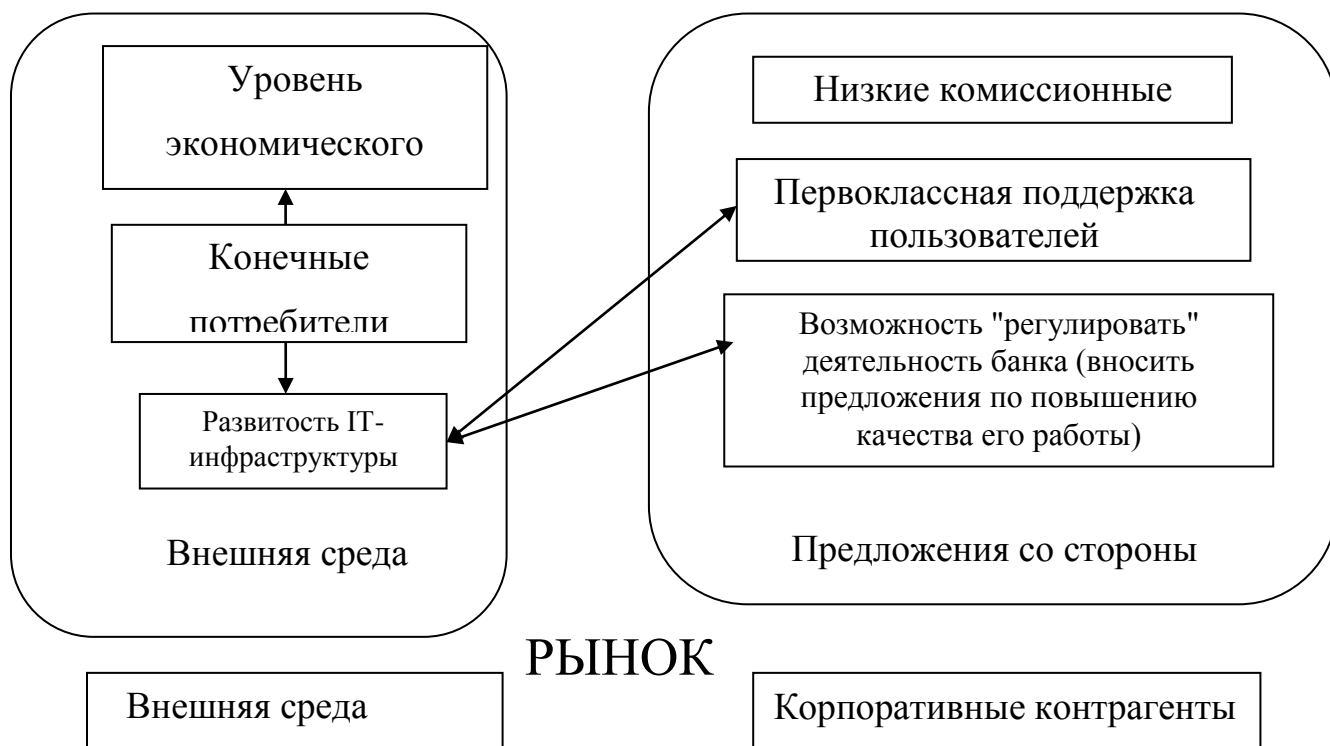 Уровень
экономического
Конечные
потребители
Развитость IT-
инфраструктуры
Внешняя среда
Низкие комиссионные
Первоклассная поддержка
пользователей
Возможность "регулировать"
деятельность банка (вносить
предложения по повышению
качества его работы)
Предложения со стороны
РЫНОК
Внешняя среда
Корпоративные контрагенты